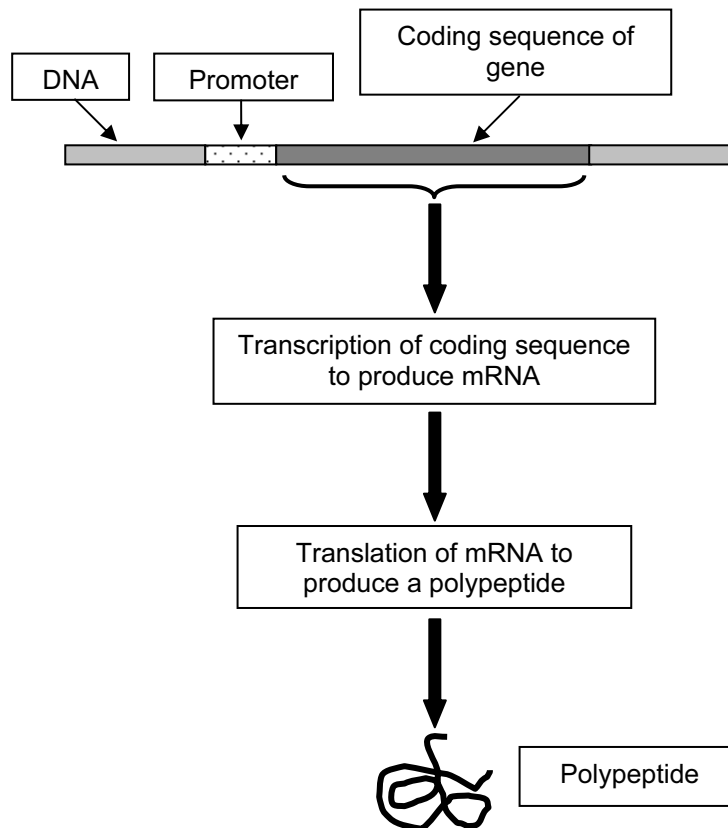 Coding sequence of
gene
DNA
Promoter
Transcription of coding sequence
to produce mRNA
Translation of mRNA to
produce a polypeptide
Polypeptide